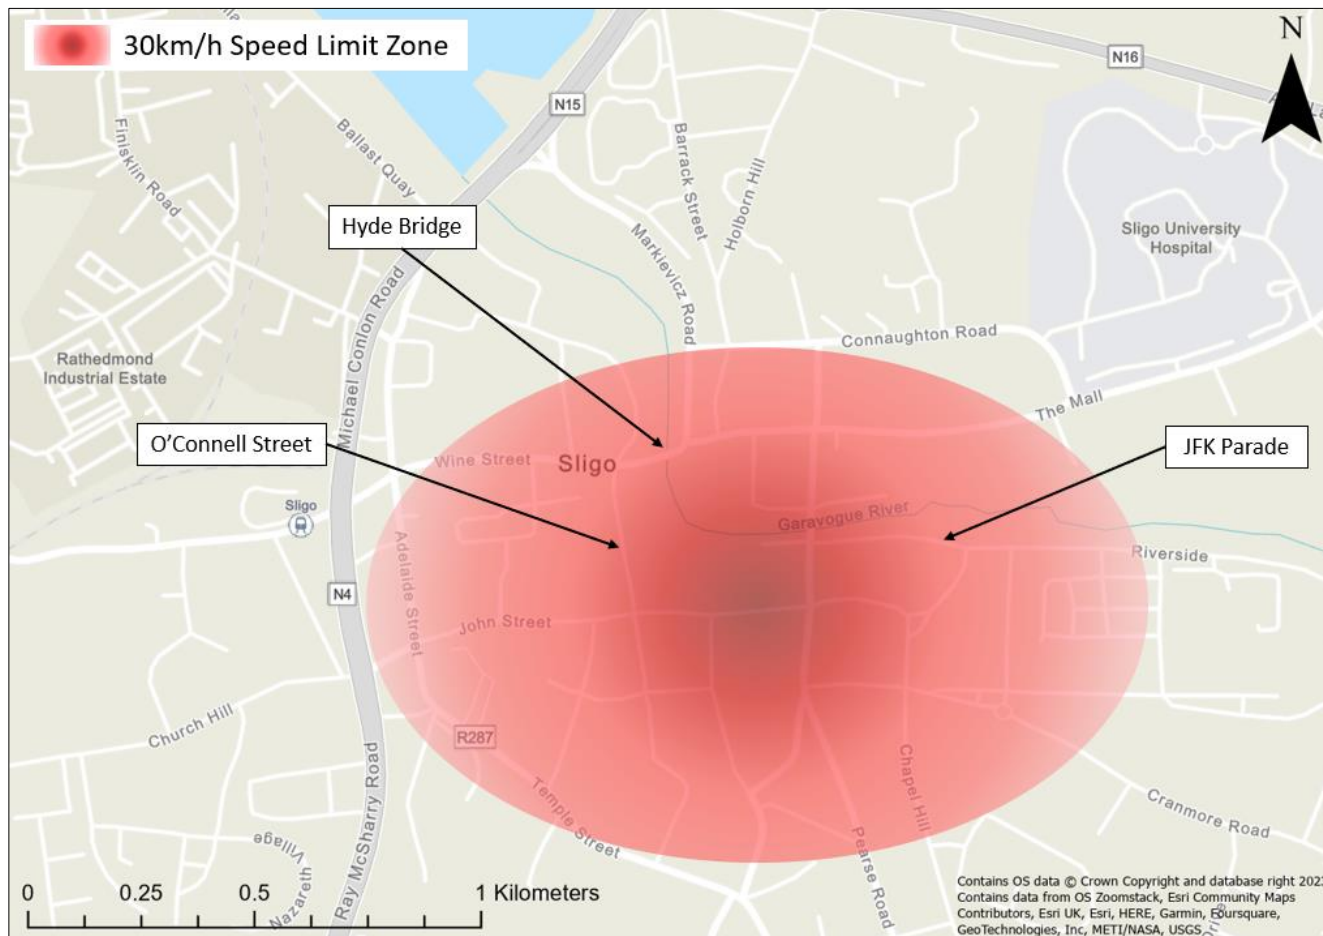 30km/h Speed Limit Zone
N
N16
N15
Finisklin Road
Ballast Quay
Barrack Street
Holborn Hill
Markievicz Road
Hyde Bridge
Sligo University
Hospital
Michael Conlon Road
Connaughton Road
Rathedmond
Industrial Estate
The Mall
O'Connell Street
JFK Parade
Wine Street
Sligo
Sligo
Garavogue River
Riverside
Adelaide Street
N4
John Street
Church Hill
R287
Chapel Hill
Temple Street
Cranmore Road
Pearse Road
Ray McSharry Road
Nazareth
Village
0 0.25 0.5 1 Kilometers
Contains OS data © Crown Copyright and database right 2023
Contains data from OS Zoomstack, Esri Community Maps
Contributors, Esri UK, Esri, HERE, Garmin, Foursquare,
GeoTechnologies, Inc, METI/NASA, USGS